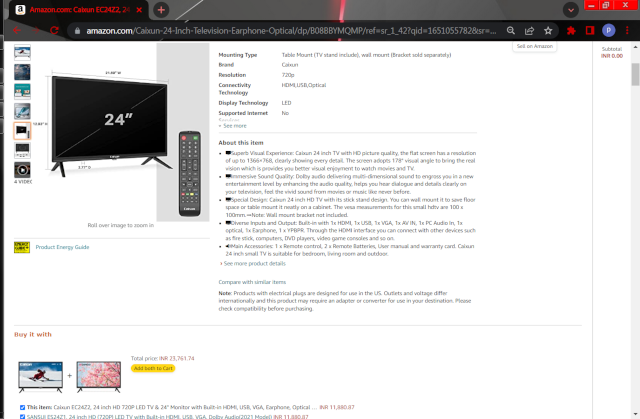 Amazon.com: Caixun EC24Z2, 24
amazon.com/Caixun-24-Inch-Television-Earphone-Optical/dp/B08BBYMQMP/ref=sr_1_42?qid=1651055782&sr=...
Sell on Amazon
Subtotal
INR 0.00
Mounting Type Table Mount (TV stand include), wall mount (Bracket sold separately)
Brand Caixun
Resolution 720p
Connectivity Technology HDMI,USB,Optical
Display Technology LED
Supported Internet No
See more
21.68" W
24"
Caixun
4 VIDEO
Roll over image to zoom in
Product Energy Guide
About this item
Superb Visual Experience: Caixun 24 inch TV with HD picture quality, the flat screen has a resolution
of up to 1366×768, clearly showing every detail. The screen adopts 178° visual angle to bring the real
vision which is provides you better visual enjoyment to watch movies and TV.
Immersive Sound Quality: Dolby audio delivering multi-dimensional sound to engross you in a new
entertainment level by enhancing the audio quality, helps you hear dialogue and details clearly on
your television, feel the vivid sound from movies or music like never before.
Special Design: Caixun 24 inch HD TV with its stick stand design. You can wall mount it to save floor
space or table mount it neatly on a cabinet. The vesa measurements for this small hdtv are 100 x
100mm. ⇒Note: Wall mount bracket not included.
Diverse Inputs and Output: Built-in with 1x HDMI, 1x USB, 1x VGA, 1x AV IN, 1x PC Audio In, 1x
optical, 1x Earphone, 1 x YPBPR. Through the HDMI interface you can connect with other devices such
as fire stick, computers, DVD players, video game consoles and so on.
Main Accessories: 1 x Remote control, 2 x Remote Batteries, User manual and warranty card. Caixun
24 inch small TV is suitable for bedroom, living room and outdoor.
› See more product details
Compare with similar items
Note: Products with electrical plugs are designed for use in the US. Outlets and voltage differ
internationally and this product may require an adapter or converter for use in your destination. Please
check compatibility before purchasing.
Buy it with
+
Total price: INR 23,761.74
Add both to Cart
This item: Caixun EC24Z2, 24 inch HD 720P LED TV & 24" Monitor with Built-in HDMI, USB, VGA, Earphone, Optical ... INR 11,880.87
SANSUI ES24Z1, 24 inch HD (720P) LED TV with Built-in HDMI, USB, VGA, Dolby Audio(2021 Model) INR 11,880.87